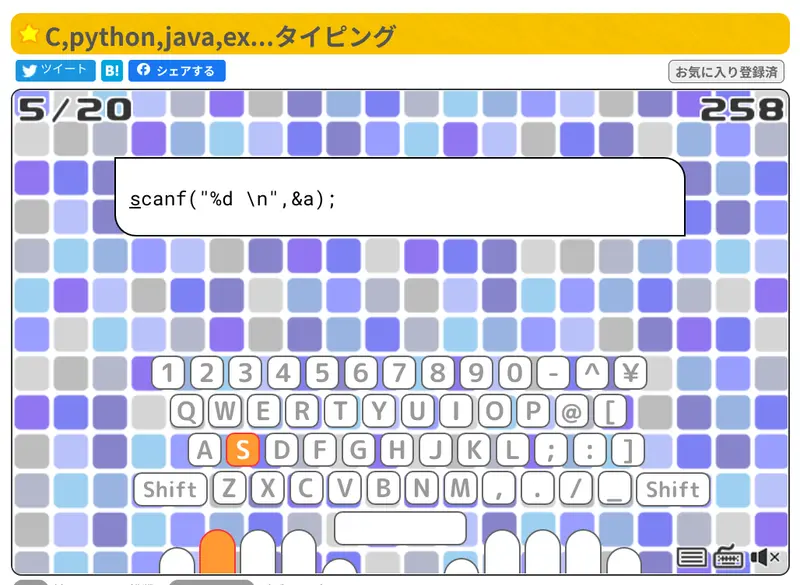 C,python,java,ex...タイピング
ツイート B! シェアする お気に入り登録済
5/20 258
scanf("%d \n",&a);
1 2 3 4 5 6 7 8 9 0 - ^ ¥
Q W E R T Y U I O P @ [
A S D F G H J K L ; : ]
Shift Z X C V B N M , . / _ Shift